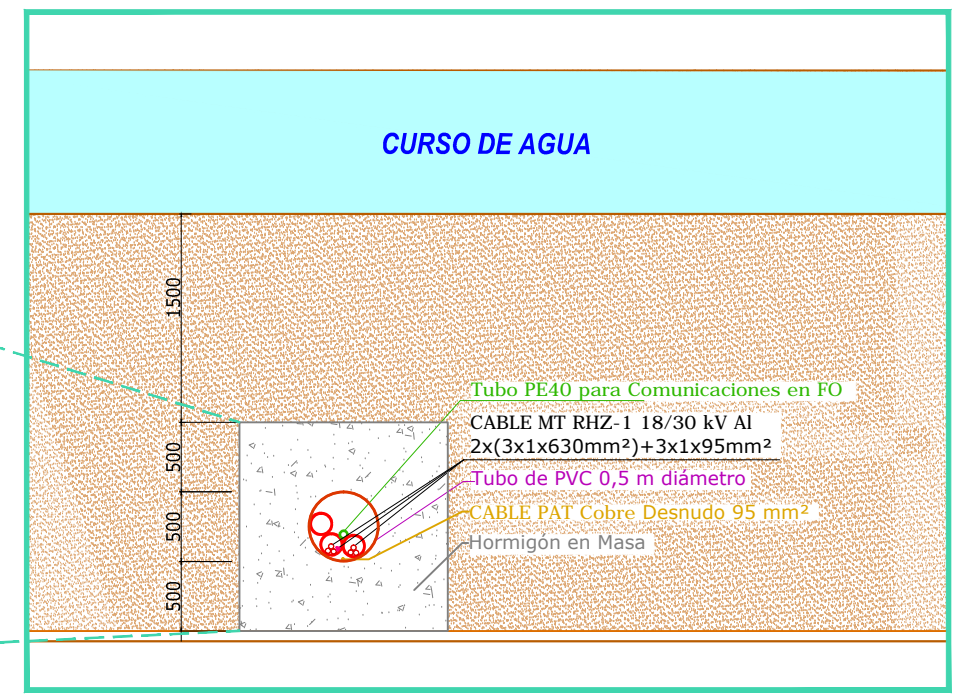 CURSO DE AGUA
1500
Tubo PE40 para Comunicaciones en FO
CABLE MT RHZ-1 18/30 kV Al
2x(3x1x630mm²)+3x1x95mm²
500
Tubo de PVC 0,5 m diámetro
CABLE PAT Cobre Desnudo 95 mm²
500
Hormigón en Masa
500